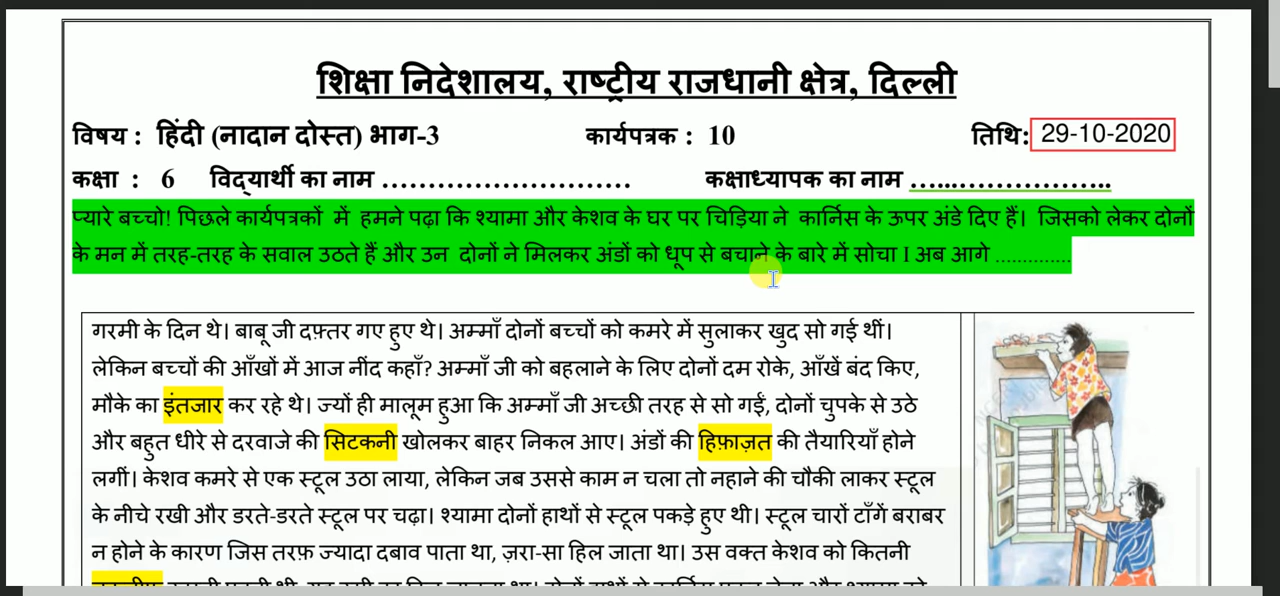 शिक्षा निदेशालय, राष्ट्रीय राजधानी क्षेत्र, दिल्ली
विषय : हिंदी (नादान दोस्त) भाग-3 कार्यपत्रक : 10 तिथि: 29-10-2020
कक्षा : 6 विद्यार्थी का नाम ………………………… कक्षाध्यापक का नाम …...……………..
प्यारे बच्चो! पिछले कार्यपत्रकों में हमने पढ़ा कि श्यामा और केशव के घर पर चिड़िया ने कार्निस के ऊपर अंडे दिए हैं। जिसको लेकर दोनों
के मन में तरह-तरह के सवाल उठते हैं और उन दोनों ने मिलकर अंडों को धूप से बचाने के बारे में सोचा I अब आगे ..............
गरमी के दिन थे। बाबू जी दफ़्तर गए हुए थे। अम्माँ दोनों बच्चों को कमरे में सुलाकर खुद सो गई थीं।
लेकिन बच्चों की आँखों में आज नींद कहाँ? अम्माँ जी को बहलाने के लिए दोनों दम रोके, आँखें बंद किए,
मौके का इंतजार कर रहे थे। ज्यों ही मालूम हुआ कि अम्माँ जी अच्छी तरह से सो गईं, दोनों चुपके से उठे
और बहुत धीरे से दरवाजे की सिटकनी खोलकर बाहर निकल आए। अंडों की हिफ़ाज़त की तैयारियाँ होने
लगीं। केशव कमरे से एक स्टूल उठा लाया, लेकिन जब उससे काम न चला तो नहाने की चौकी लाकर स्टूल
के नीचे रखी और डरते-डरते स्टूल पर चढ़ा। श्यामा दोनों हाथों से स्टूल पकड़े हुए थी। स्टूल चारों टाँगें बराबर
न होने के कारण जिस तरफ़ ज्यादा दबाव पाता था, ज़रा-सा हिल जाता था। उस वक्त केशव को कितनी